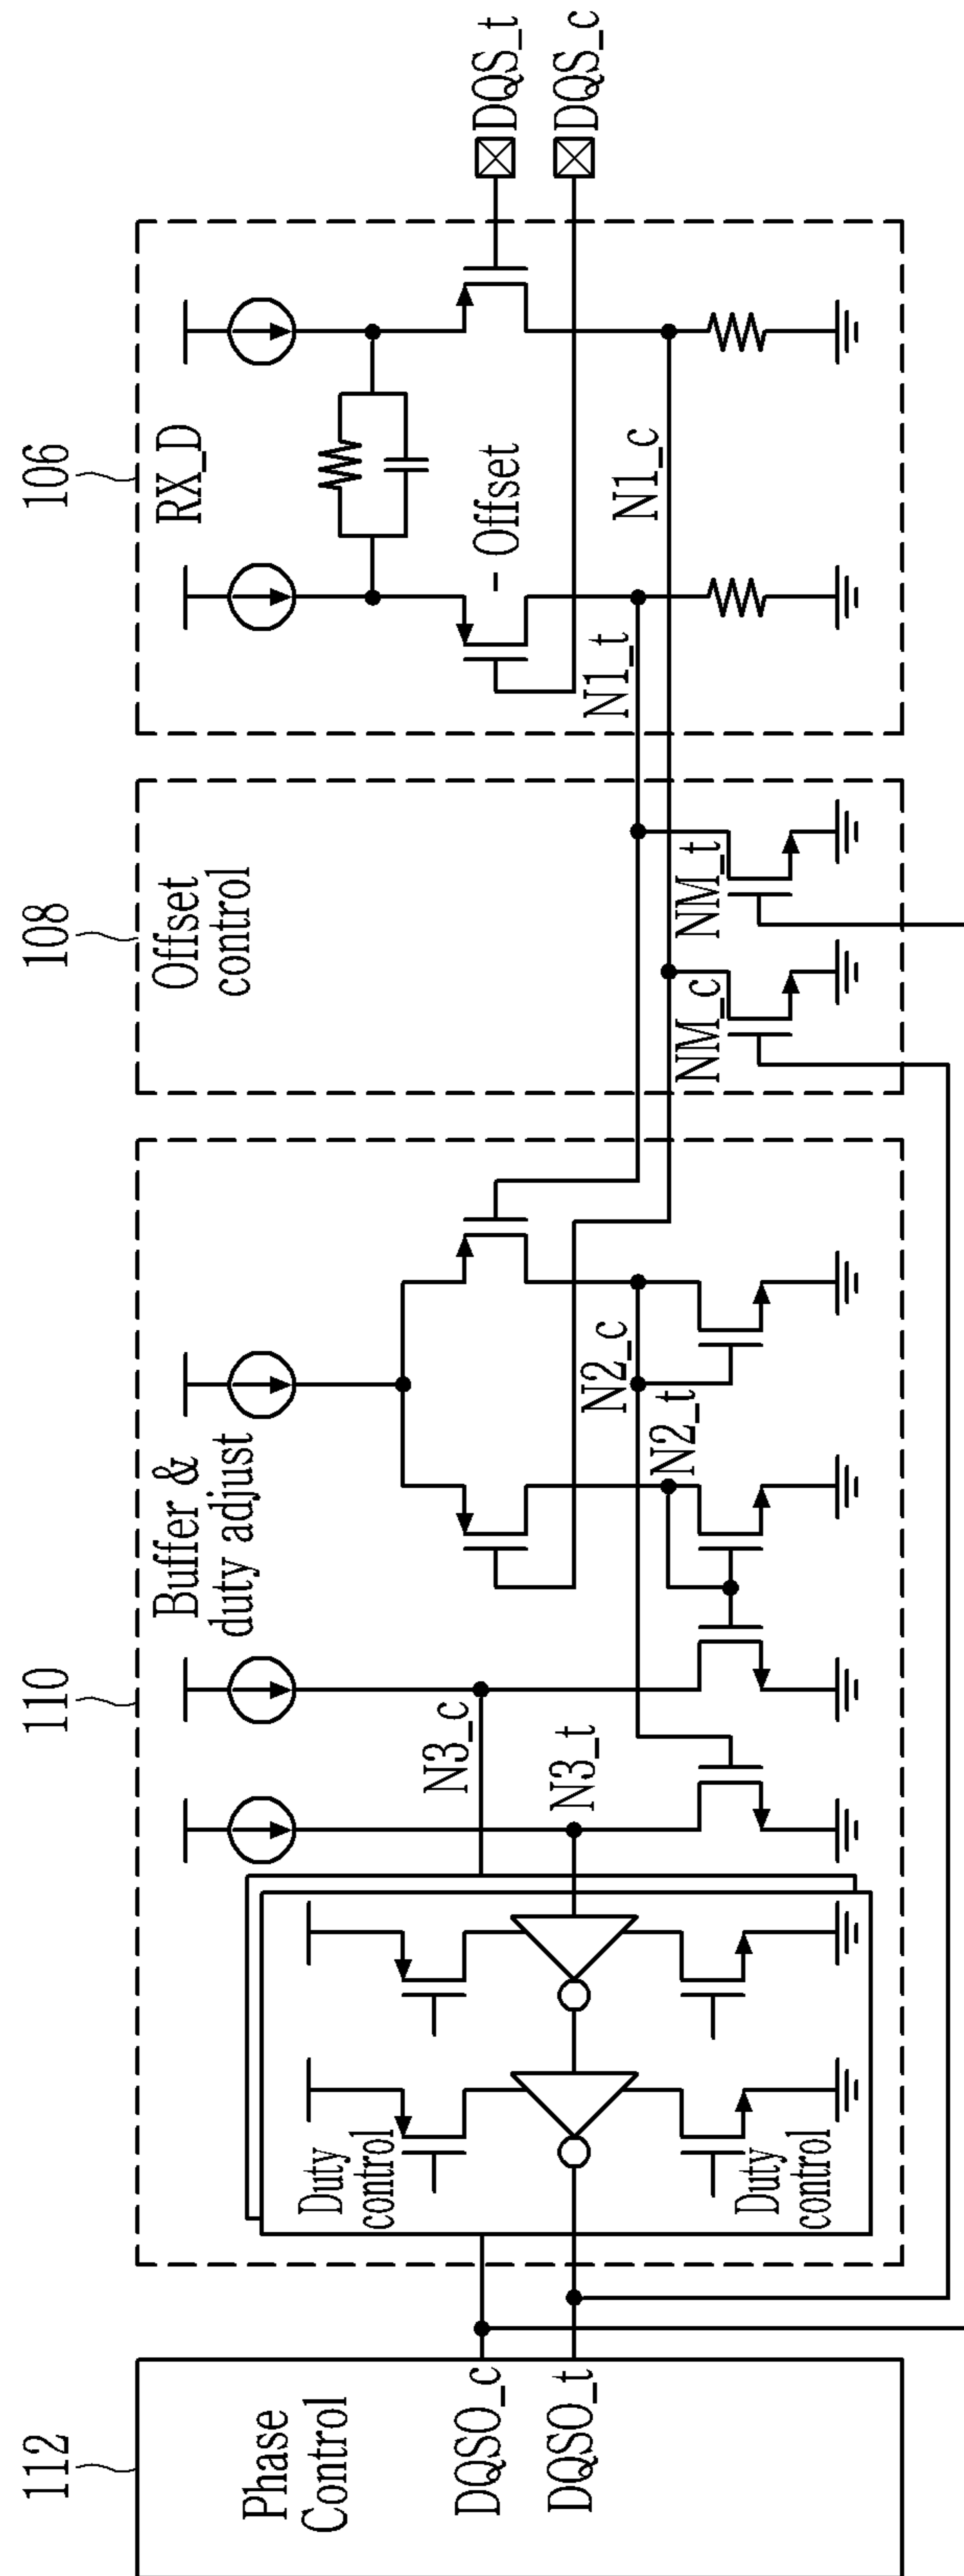 112
110
108
106
Phase
Control
DQSO_c
DQSO_t
Buffer &
duty adjust
Duty
control
Duty
control
N3_c
N3_t
N2_c
N2_t
Offset
control
NM_c
NM_t
RX_D
- Offset
N1_t
N1_c
DQS_t
DQS_c